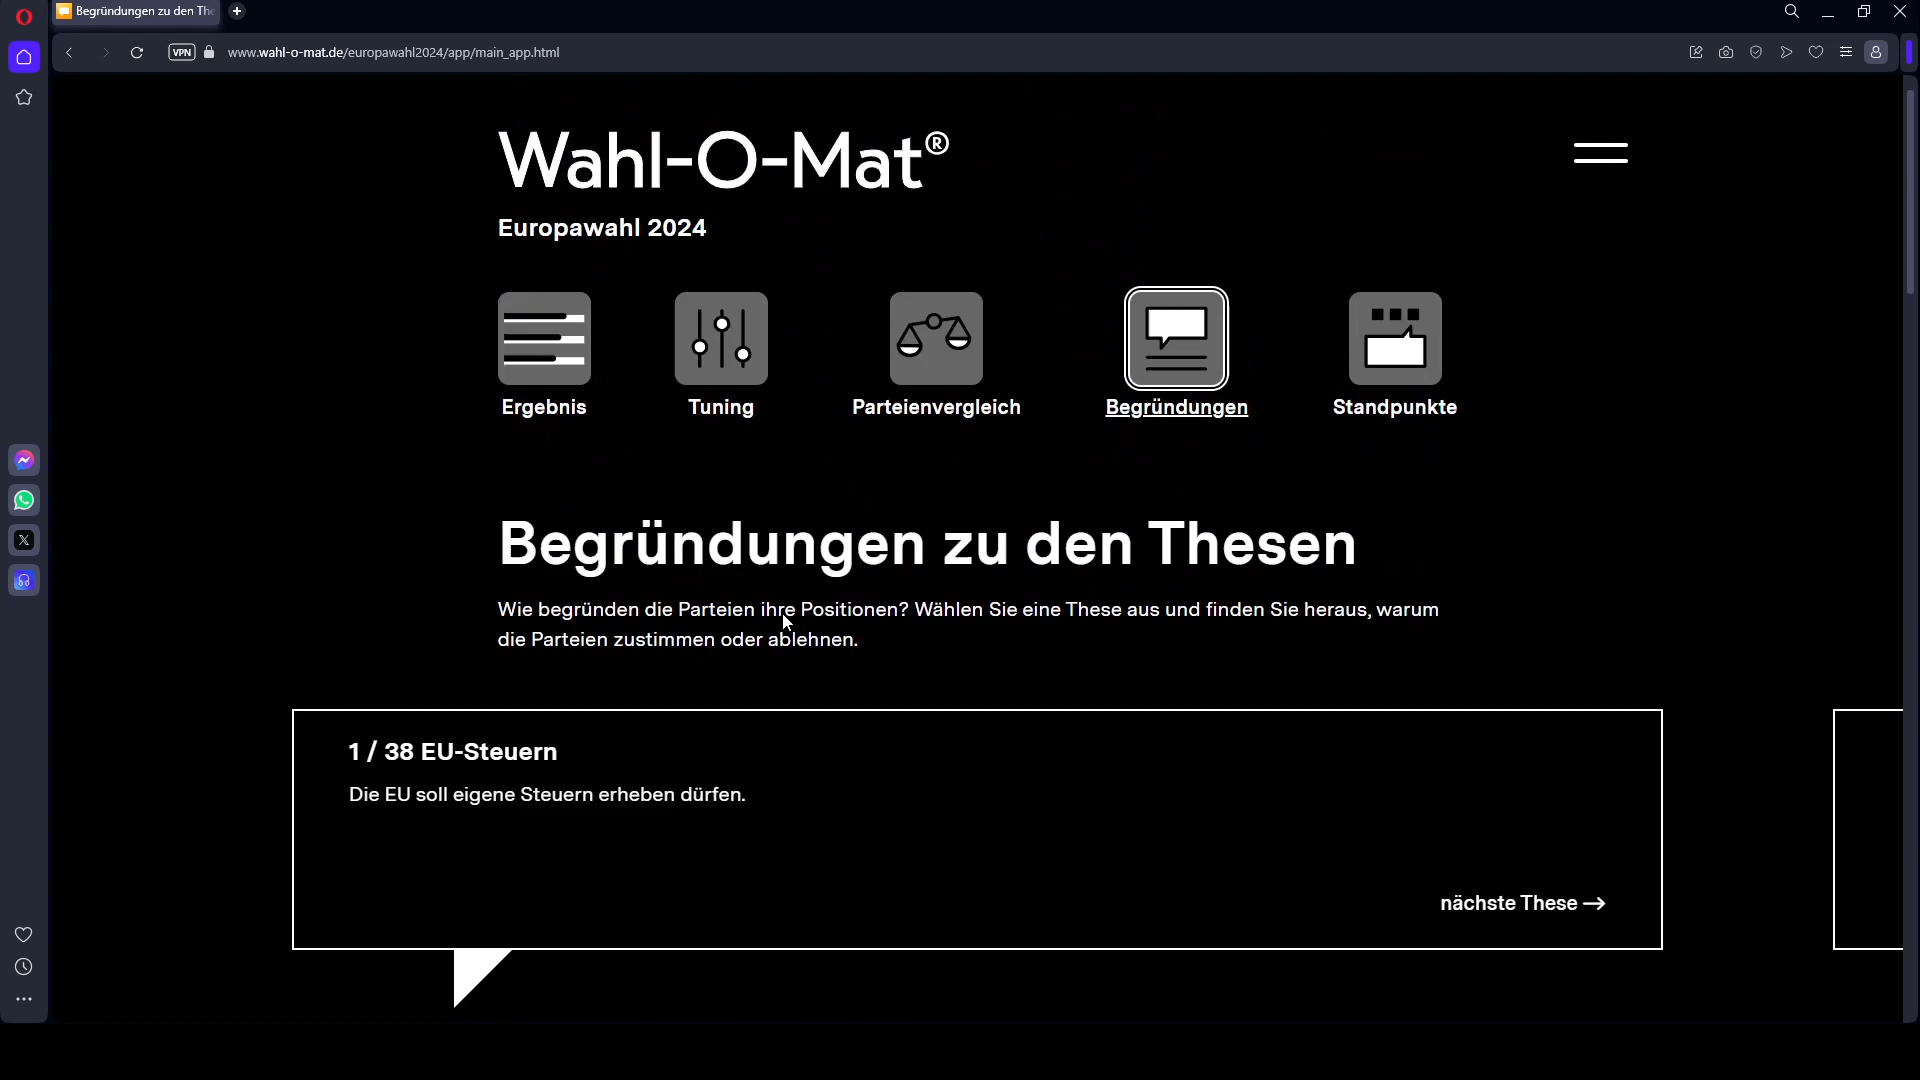 Begründungen zu den The
VPN
www.wahl-o-mat.de/europawahl2024/app/main_app.html
Wahl-O-Mat®
Europawahl 2024
Ergebnis
Tuning
Parteienvergleich
Begründungen
Standpunkte
Begründungen zu den Thesen
Wie begründen die Parteien ihre Positionen? Wählen Sie eine These aus und finden Sie heraus, warum
die Parteien zustimmen oder ablehnen.
1 / 38 EU-Steuern
Die EU soll eigene Steuern erheben dürfen.
nächste These →